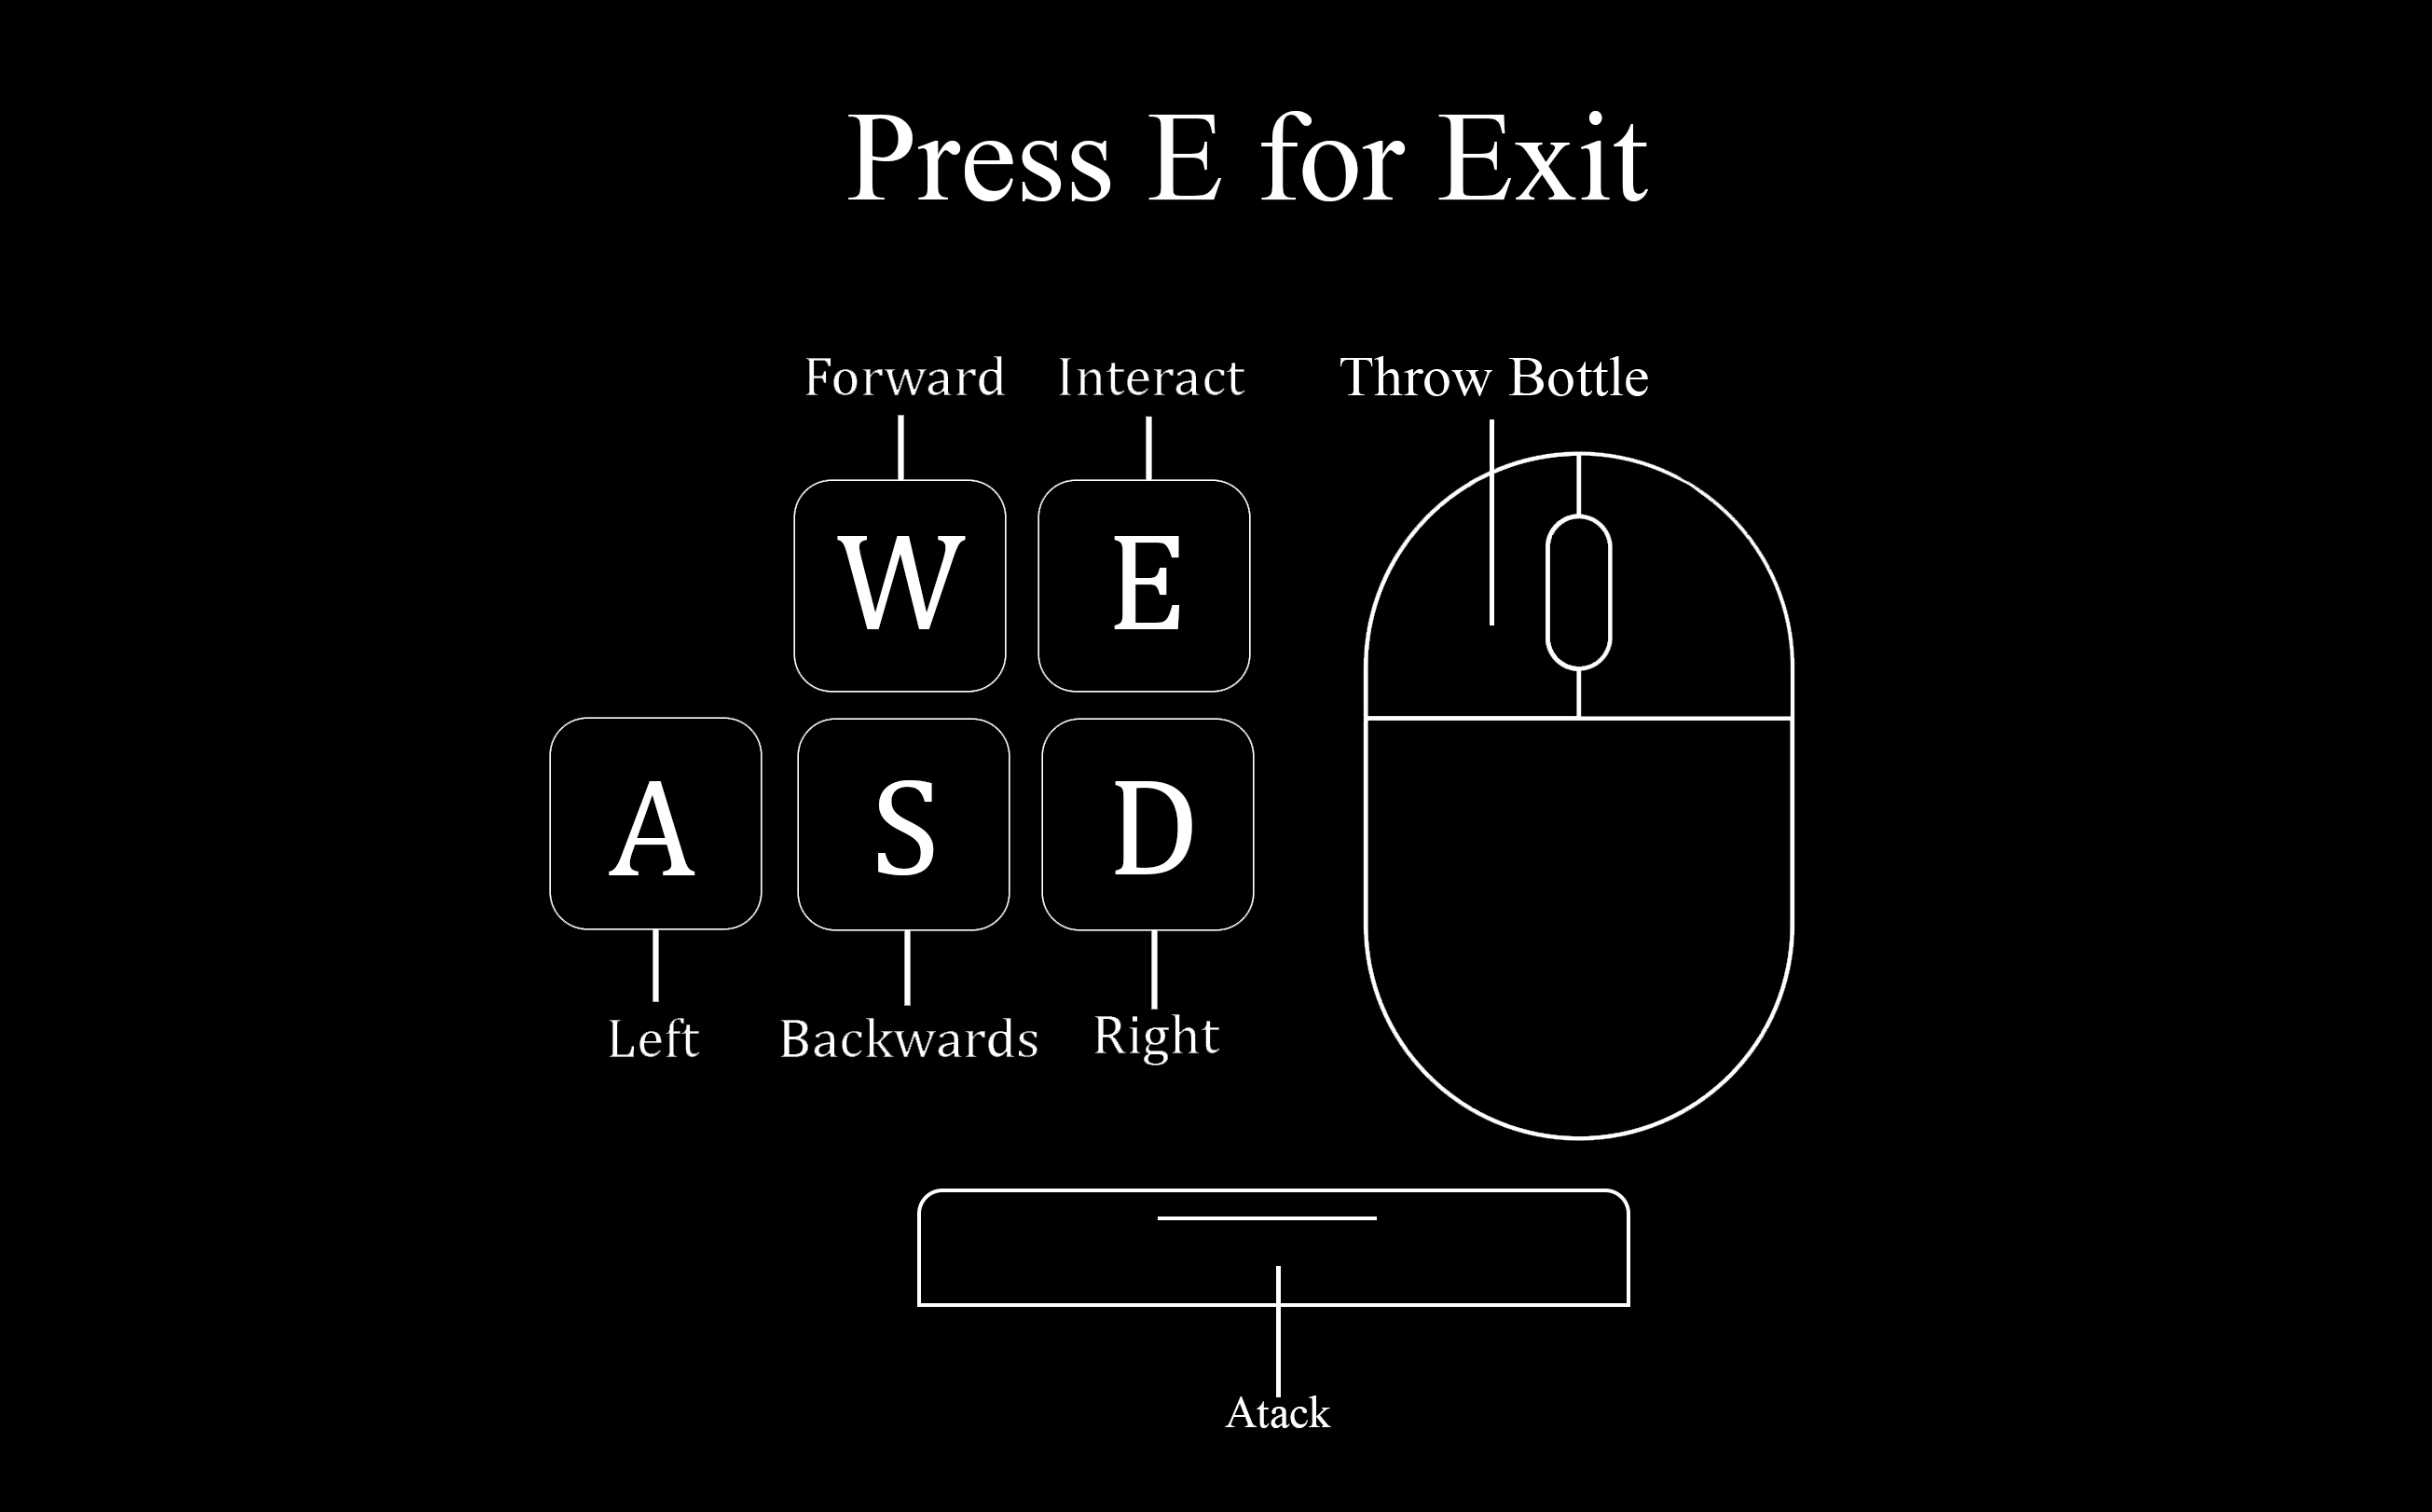 Press E for Exit
Forward Interact Throw Bottle
W E
A S D
Left Backwards Right
Atack